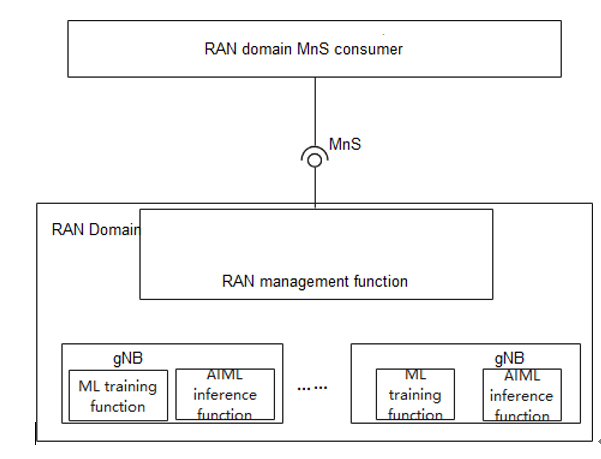 RAN domain MnS consumer
MnS
RAN Domain
RAN management function
gNB
ML training
function
AIML
inference
function
... ...
gNB
ML
training
function
AIML
inference
function